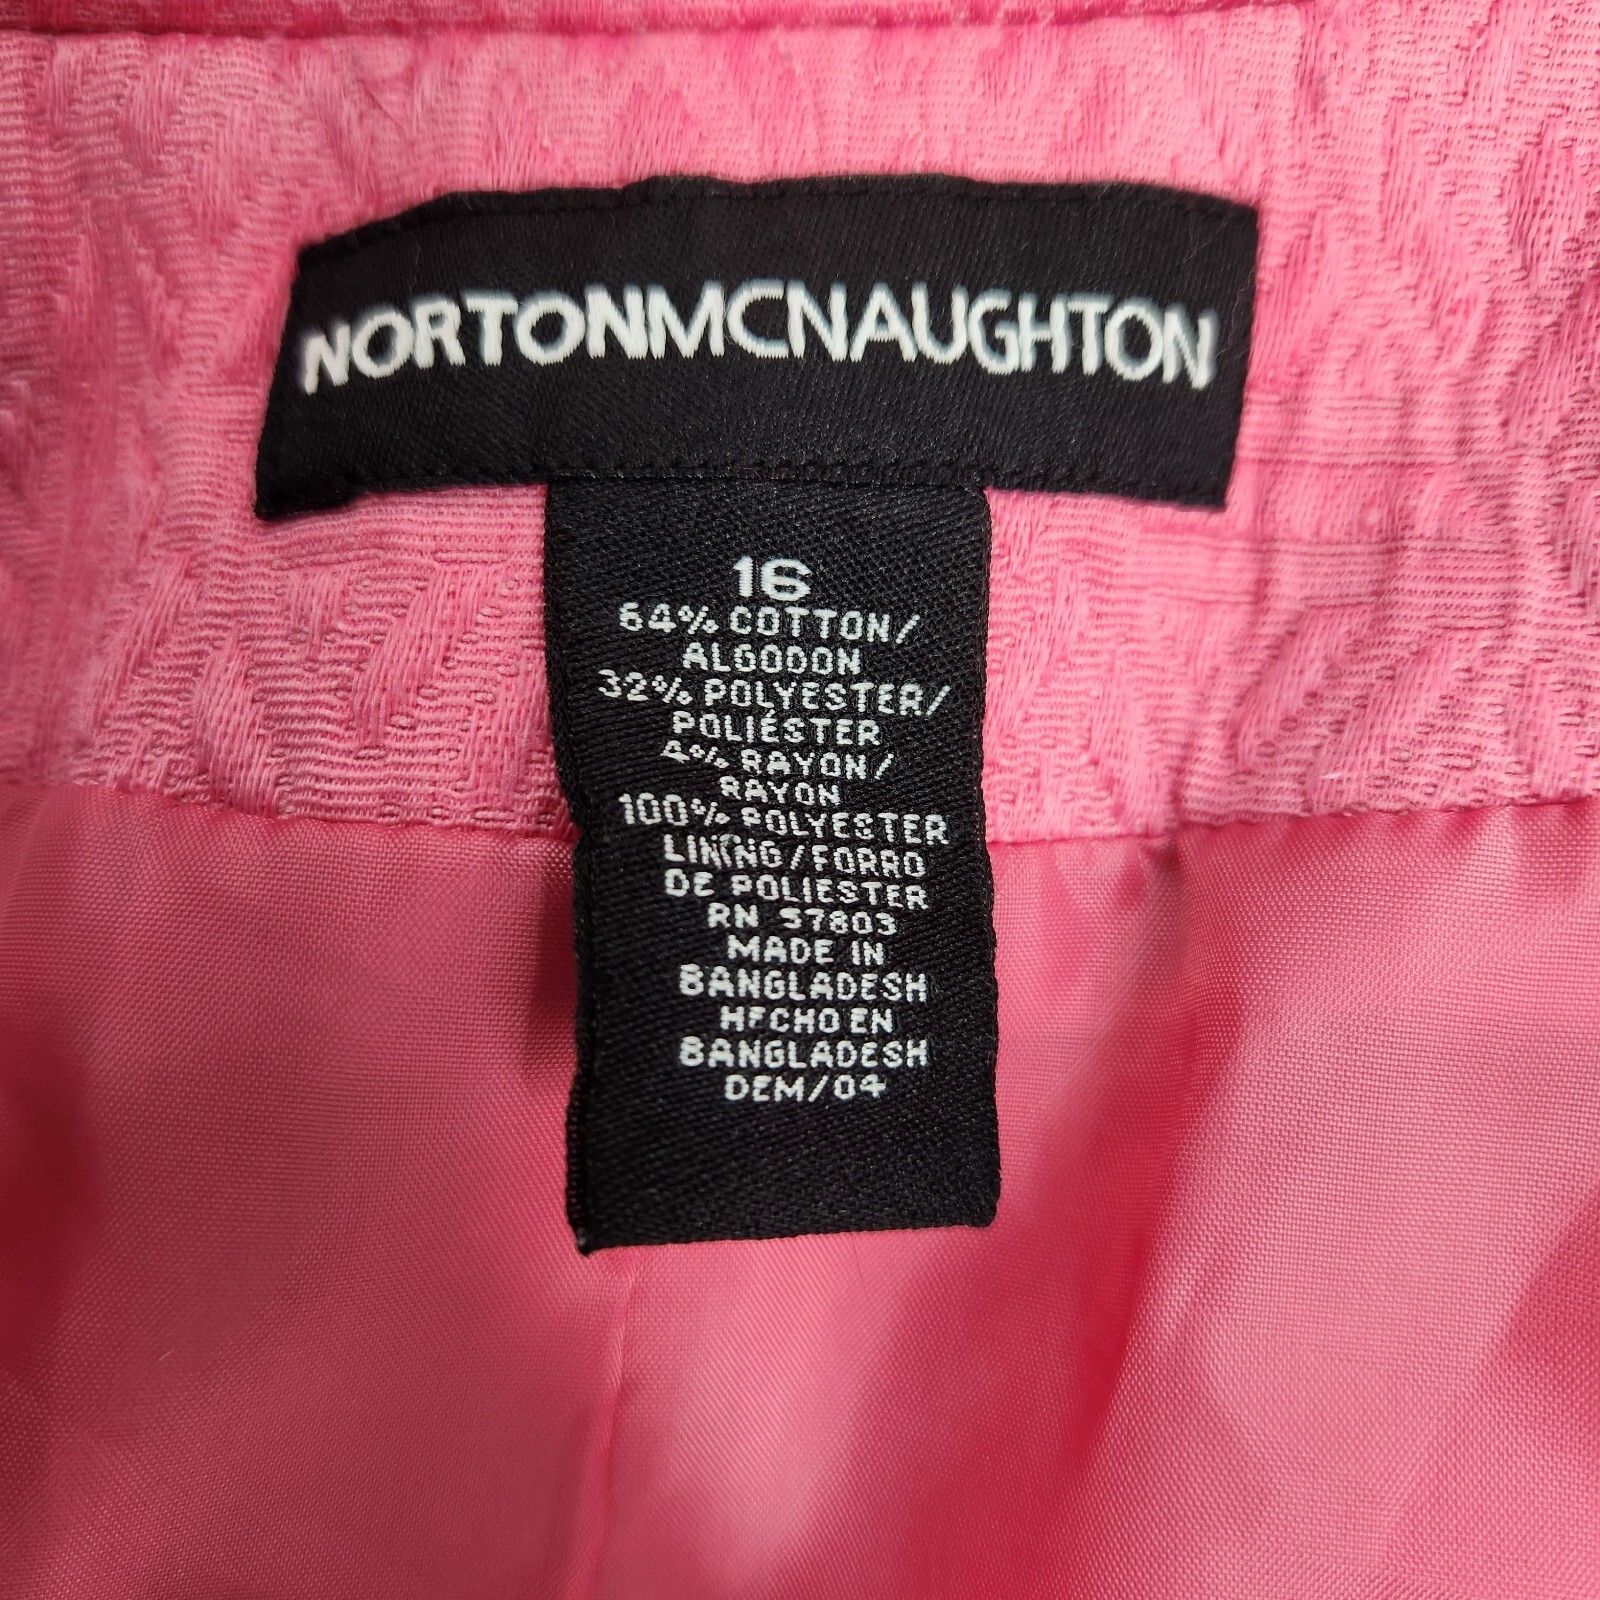 NORTONMCNAUGHTON
16
64% COTTON/
ALGODON
32% POLYESTER/
POLIÉSTER
4% RAYON/
RAYON
100% POLYESTER
LINING/FORRO
DE POLIESTER
RN 57803
MADE IN
BANGLADESH
HECHO EN
BANGLADESH
DEM/04